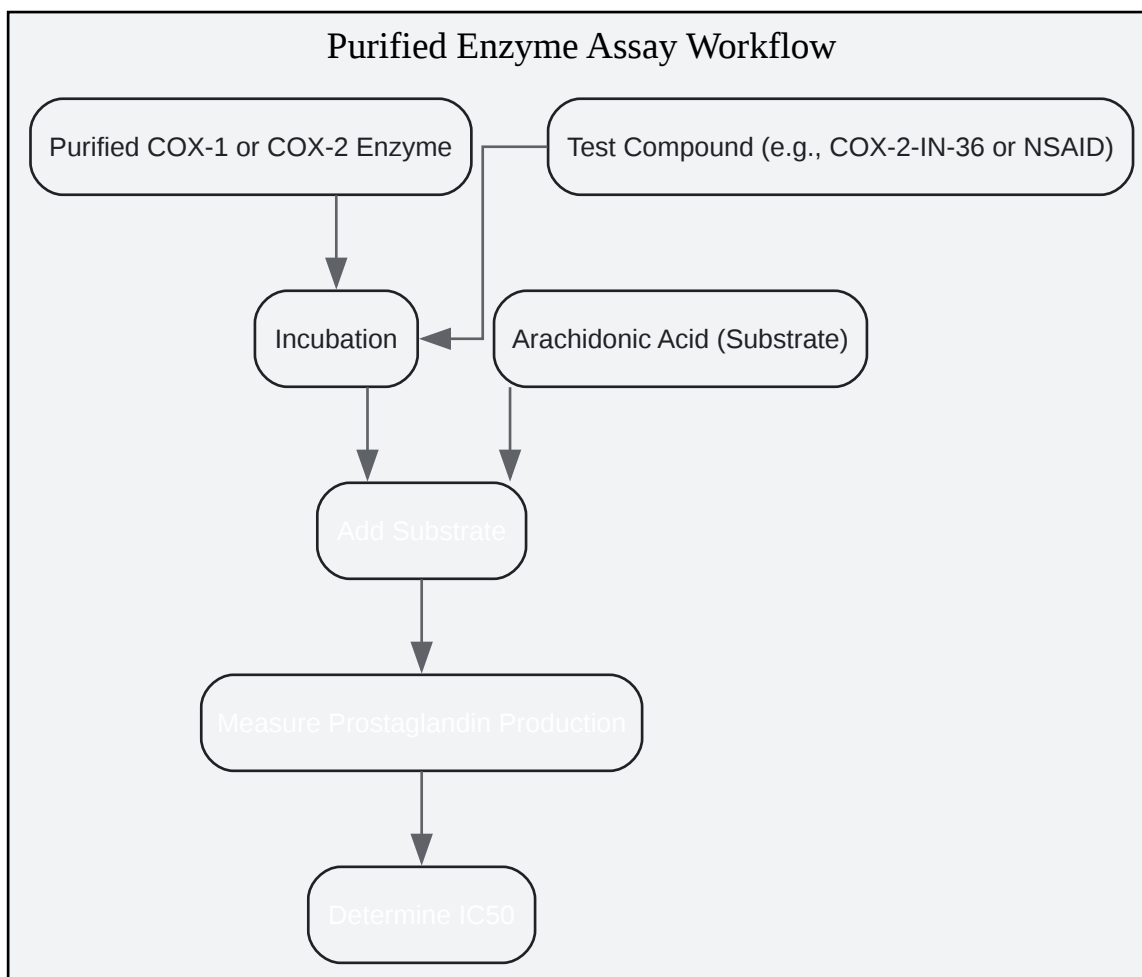 Purified Enzyme Assay Workflow
Purified COX-1 or COX-2 Enzyme
Test Compound (e.g., COX-2-IN-36 or NSAID)
Incubation
Arachidonic Acid (Substrate)
Add Substrate
Measure Prostaglandin Production
Determine IC50